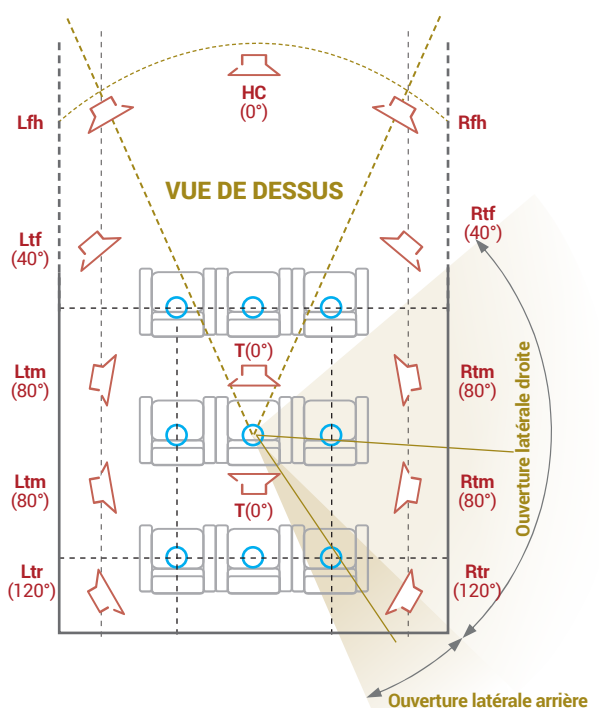 HC
(0°)
Lfh
Rfh
VUE DE DESSUS
Ltf
(40°)
Rtf
(40°)
T(0°)
Ltm
(80°)
Rtm
(80°)
Ouverture latérale droite
Ltm
(80°)
Rtm
(80°)
T(0°)
Ltr
(120°)
Rtr
(120°)
Ouverture latérale arrière